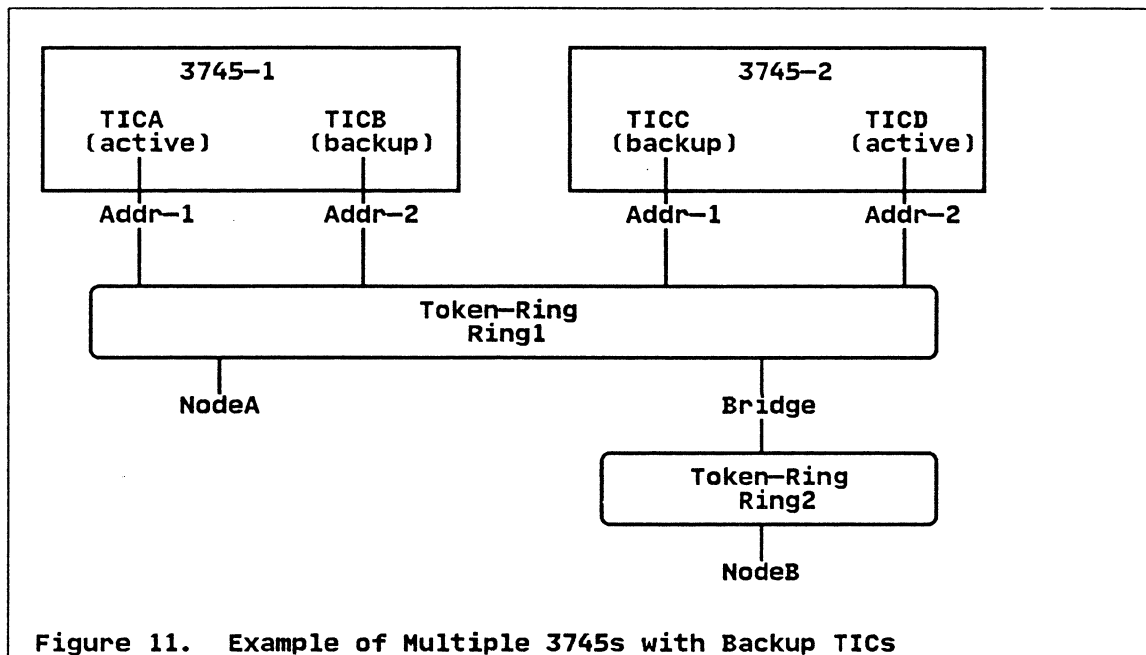 3745-1 3745-2
TICA TICB TICC TICD
(active) (backup) (backup) (active)
Addr-1 Addr-2 Addr-1 Addr-2
Token-Ring
Ring1
NodeA Bridge
Token-Ring
Ring2
NodeB
Figure 11. Example of Multiple 3745s with Backup TICs